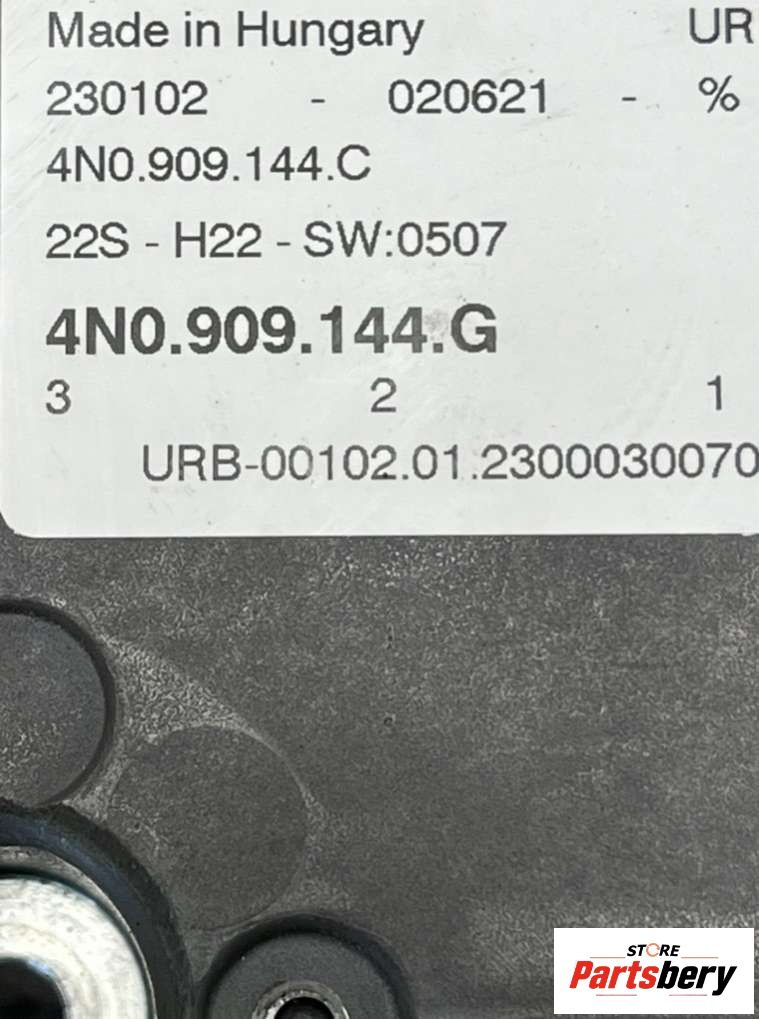 Made in Hungary UR
230102 - 020621 - %
4N0.909.144.C
22S - H22 - SW:0507
4N0.909.144.G
3 2 1
URB-00102.01.2300030070
STORE
Partsbery